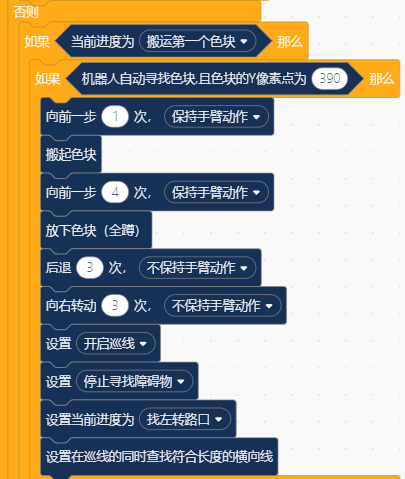 否则
如果 当前进度为 搬运第一个色块 那么
如果 机器人自动寻找色块,且色块的Y像素点为 390 那么
向前一步 1 次, 保持手臂动作
搬起色块
向前一步 4 次, 保持手臂动作
放下色块（全蹲）
后退 3 次, 不保持手臂动作
向右转动 3 次, 不保持手臂动作
设置 开启巡线
设置 停止寻找障碍物
设置当前进度为 找左转路口
设置在巡线的同时查找符合长度的横向线